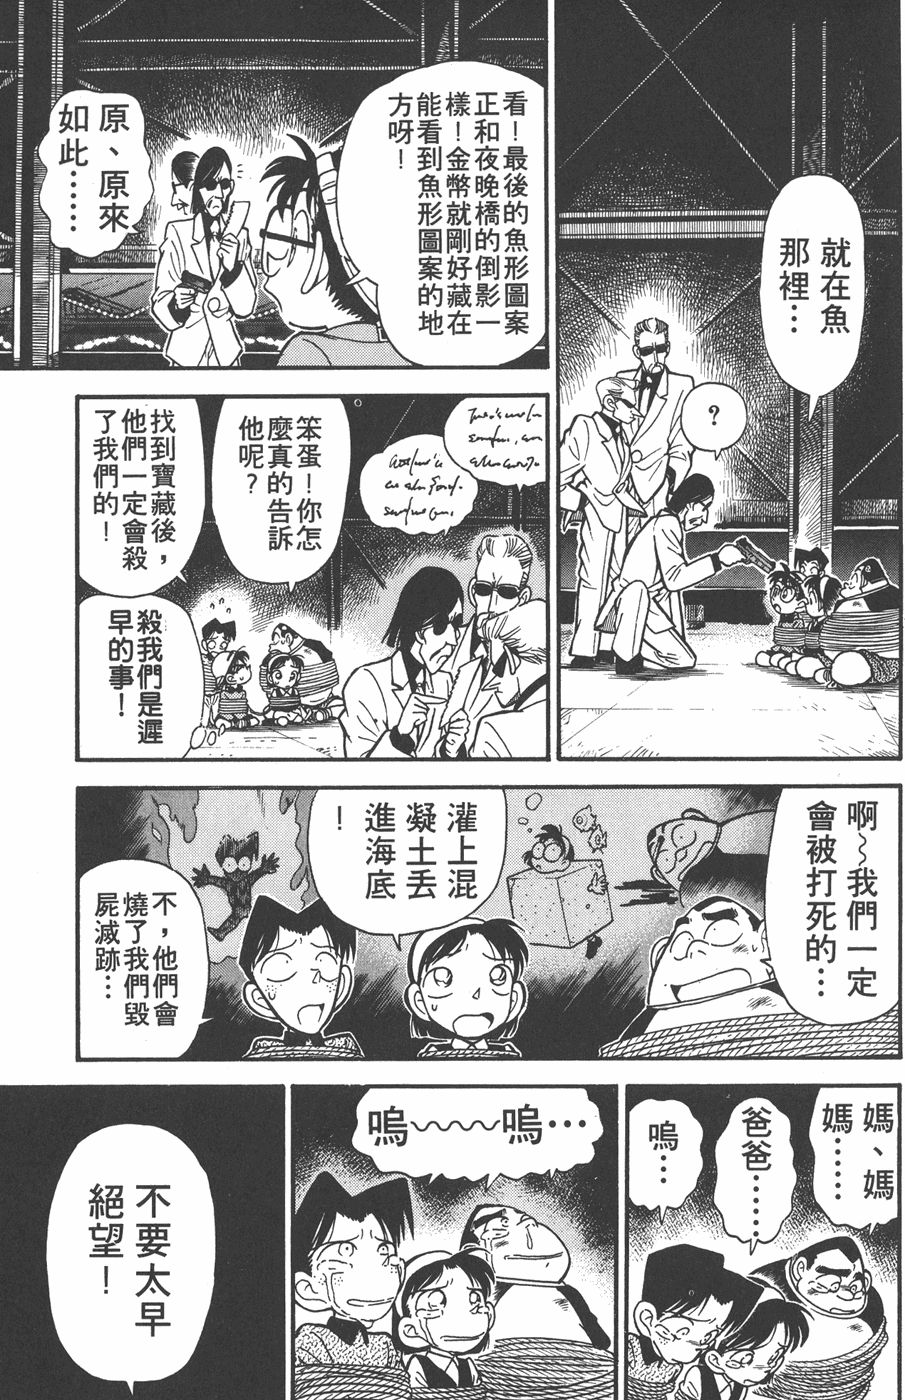 就在魚
那裡…
？
看！最後的魚形圖案
正和夜晚橋的倒影一
樣！金幣就剛好藏在
能看到魚形圖案的地
方呀！
原、原來
如此……
笨蛋！你怎
麼真的告訴
他呢？
找到寶藏後，
他們一定會殺
了我們的！
殺我們是遲
早的事！
啊～我們一定
會被打死的…
灌上混
凝土丟
進海底
！
不，他們會
燒了我們毀
屍滅跡…
媽、媽
媽……
爸爸……
嗚…
嗚～～嗚…
不要太早
絕望！